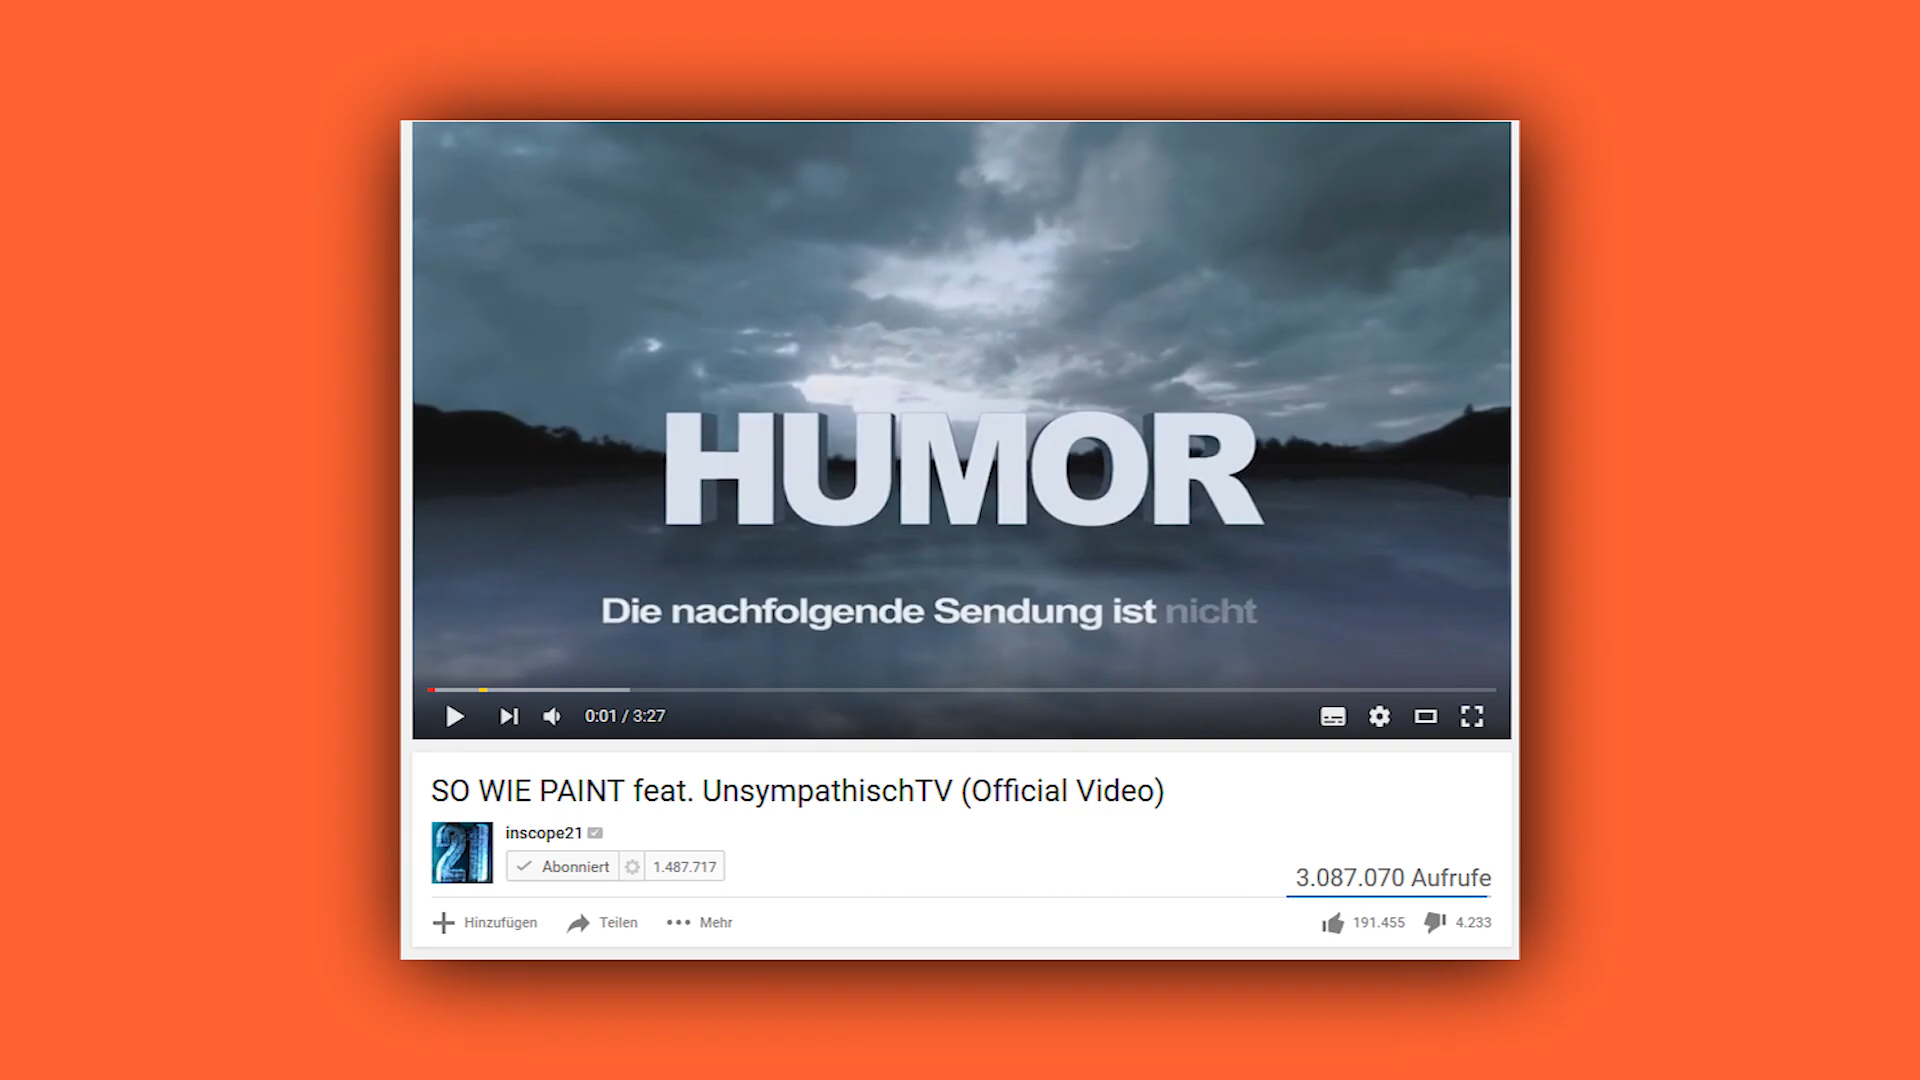 HUMOR
Die nachfolgende Sendung ist nicht
0:01 / 3:27
SO WIE PAINT feat. UnsympathischTV (Official Video)
21
inscope21
Abonniert 1.487.717
3.087.070 Aufrufe
Hinzufügen Teilen Mehr
191.455 4.233